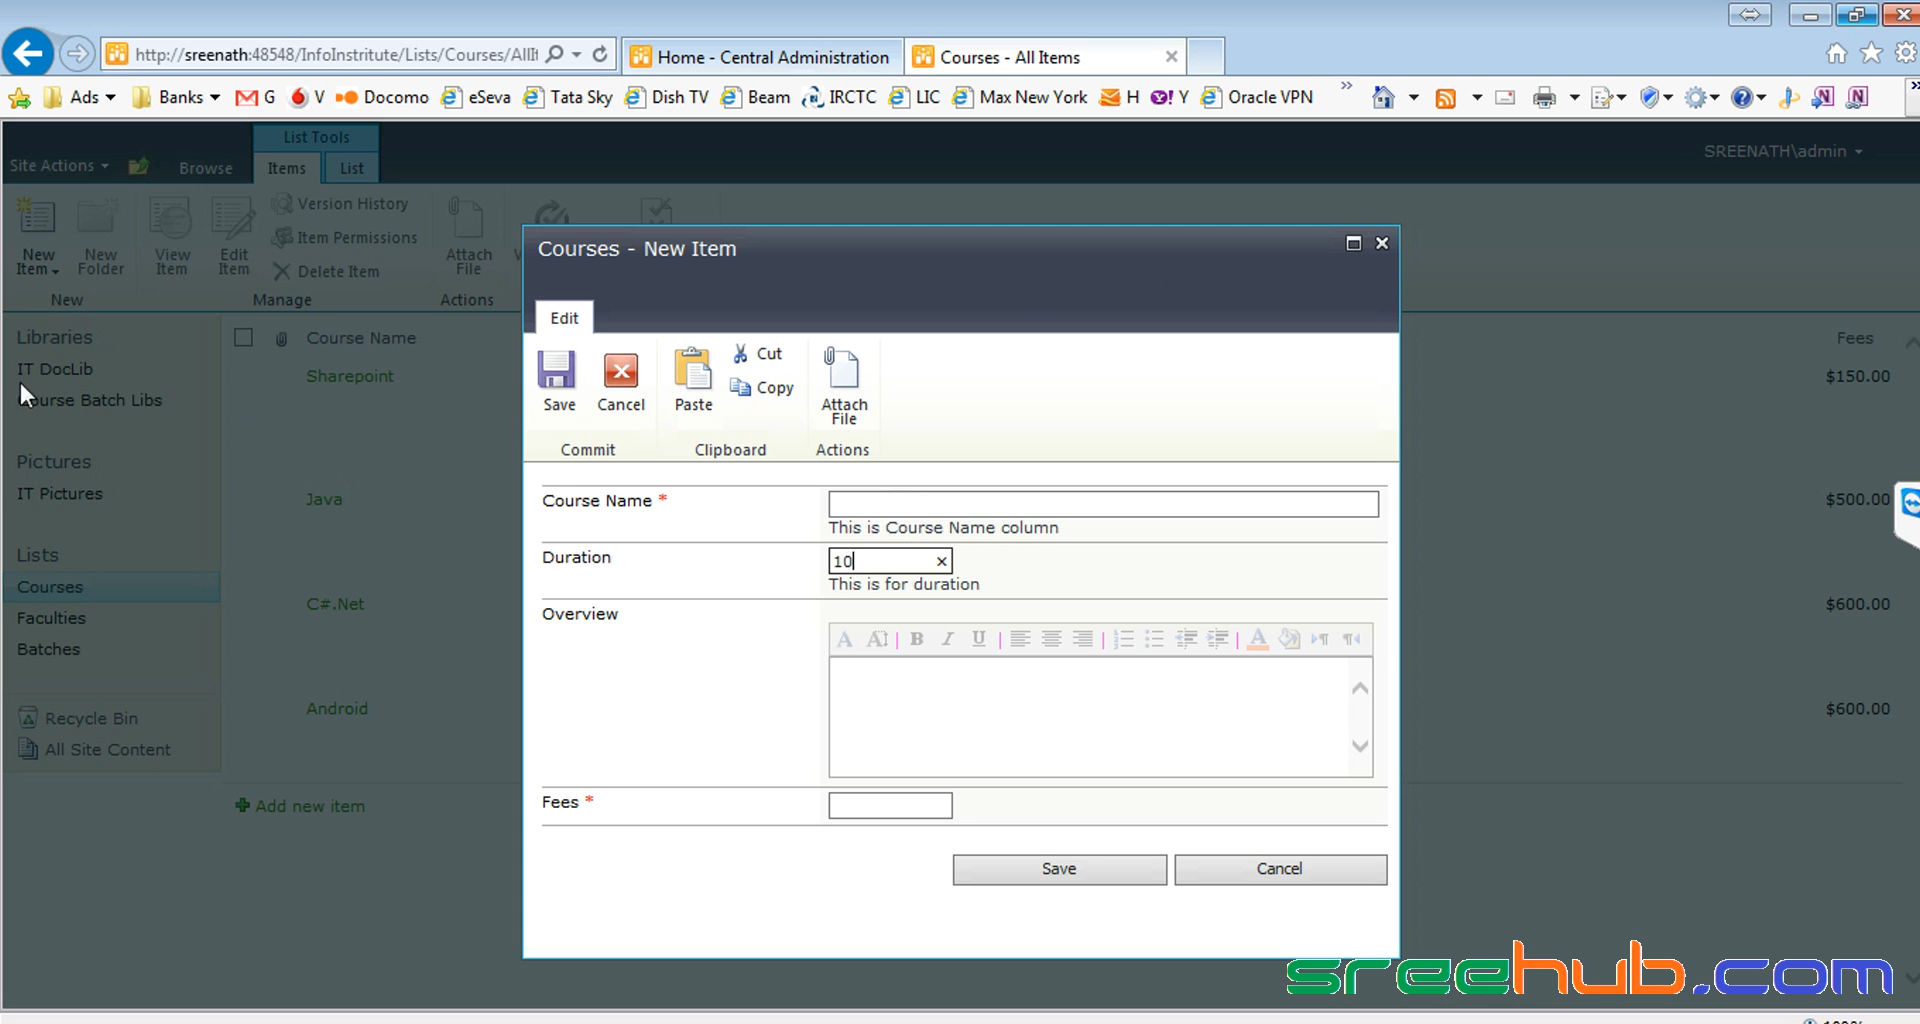 http://sreenath:48548/InfoInstritute/Lists/Courses/AllI
Home - Central Administration
Courses - All Items
Ads
Banks
G
V
Docomo
eSeva
Tata Sky
Dish TV
Beam
IRCTC
LIC
Max New York
H
Y
Oracle VPN
List Tools
Site Actions
Browse
Items
List
SREENATH\admin
New Item
New Folder
View Item
Edit Item
Version History
Item Permissions
Delete Item
Attach File
New
Manage
Actions
Courses - New Item
Edit
Save
Cancel
Paste
Cut
Copy
Attach File
Commit
Clipboard
Actions
Libraries
IT DocLib
ourse Batch Libs
Pictures
IT Pictures
Lists
Courses
Faculties
Batches
Recycle Bin
All Site Content
Course Name
Fees
Sharepoint
$150.00
Java
$500.00
C#.Net
$600.00
Android
$600.00
Add new item
Course Name *
This is Course Name column
Duration
10
This is for duration
Overview
Fees *
Save
Cancel
sreehub.com